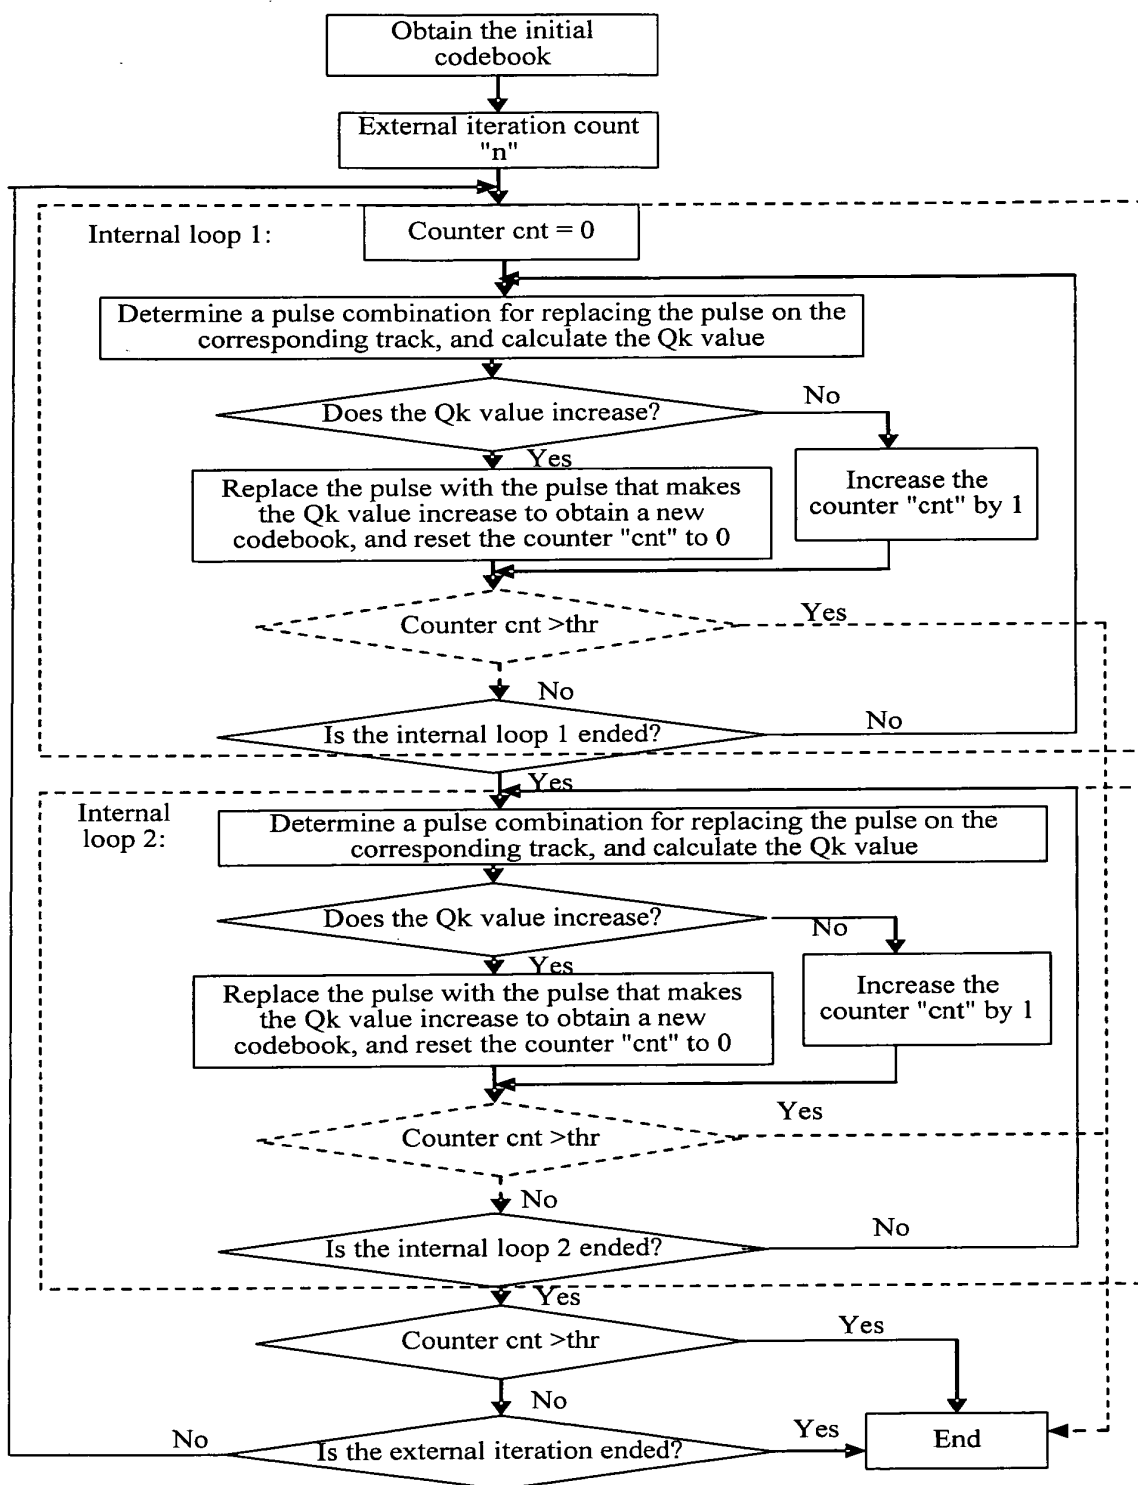 Obtain the initial
codebook
External iteration count
"n"
Internal loop 1:
Counter cnt = 0
Determine a pulse combination for replacing the pulse on the
corresponding track, and calculate the Qk value
Does the Qk value increase?
No
Yes
Replace the pulse with the pulse that makes
the Qk value increase to obtain a new
codebook, and reset the counter "cnt" to 0
Increase the
counter "cnt" by 1
Counter cnt >thr
Yes
No
Is the internal loop 1 ended?
No
Yes
Internal
loop 2:
Determine a pulse combination for replacing the pulse on the
corresponding track, and calculate the Qk value
Does the Qk value increase?
No
Yes
Replace the pulse with the pulse that makes
the Qk value increase to obtain a new
codebook, and reset the counter "cnt" to 0
Increase the
counter "cnt" by 1
Counter cnt >thr
Yes
No
Is the internal loop 2 ended?
No
Yes
Counter cnt >thr
Yes
No
Is the external iteration ended?
No
Yes
End